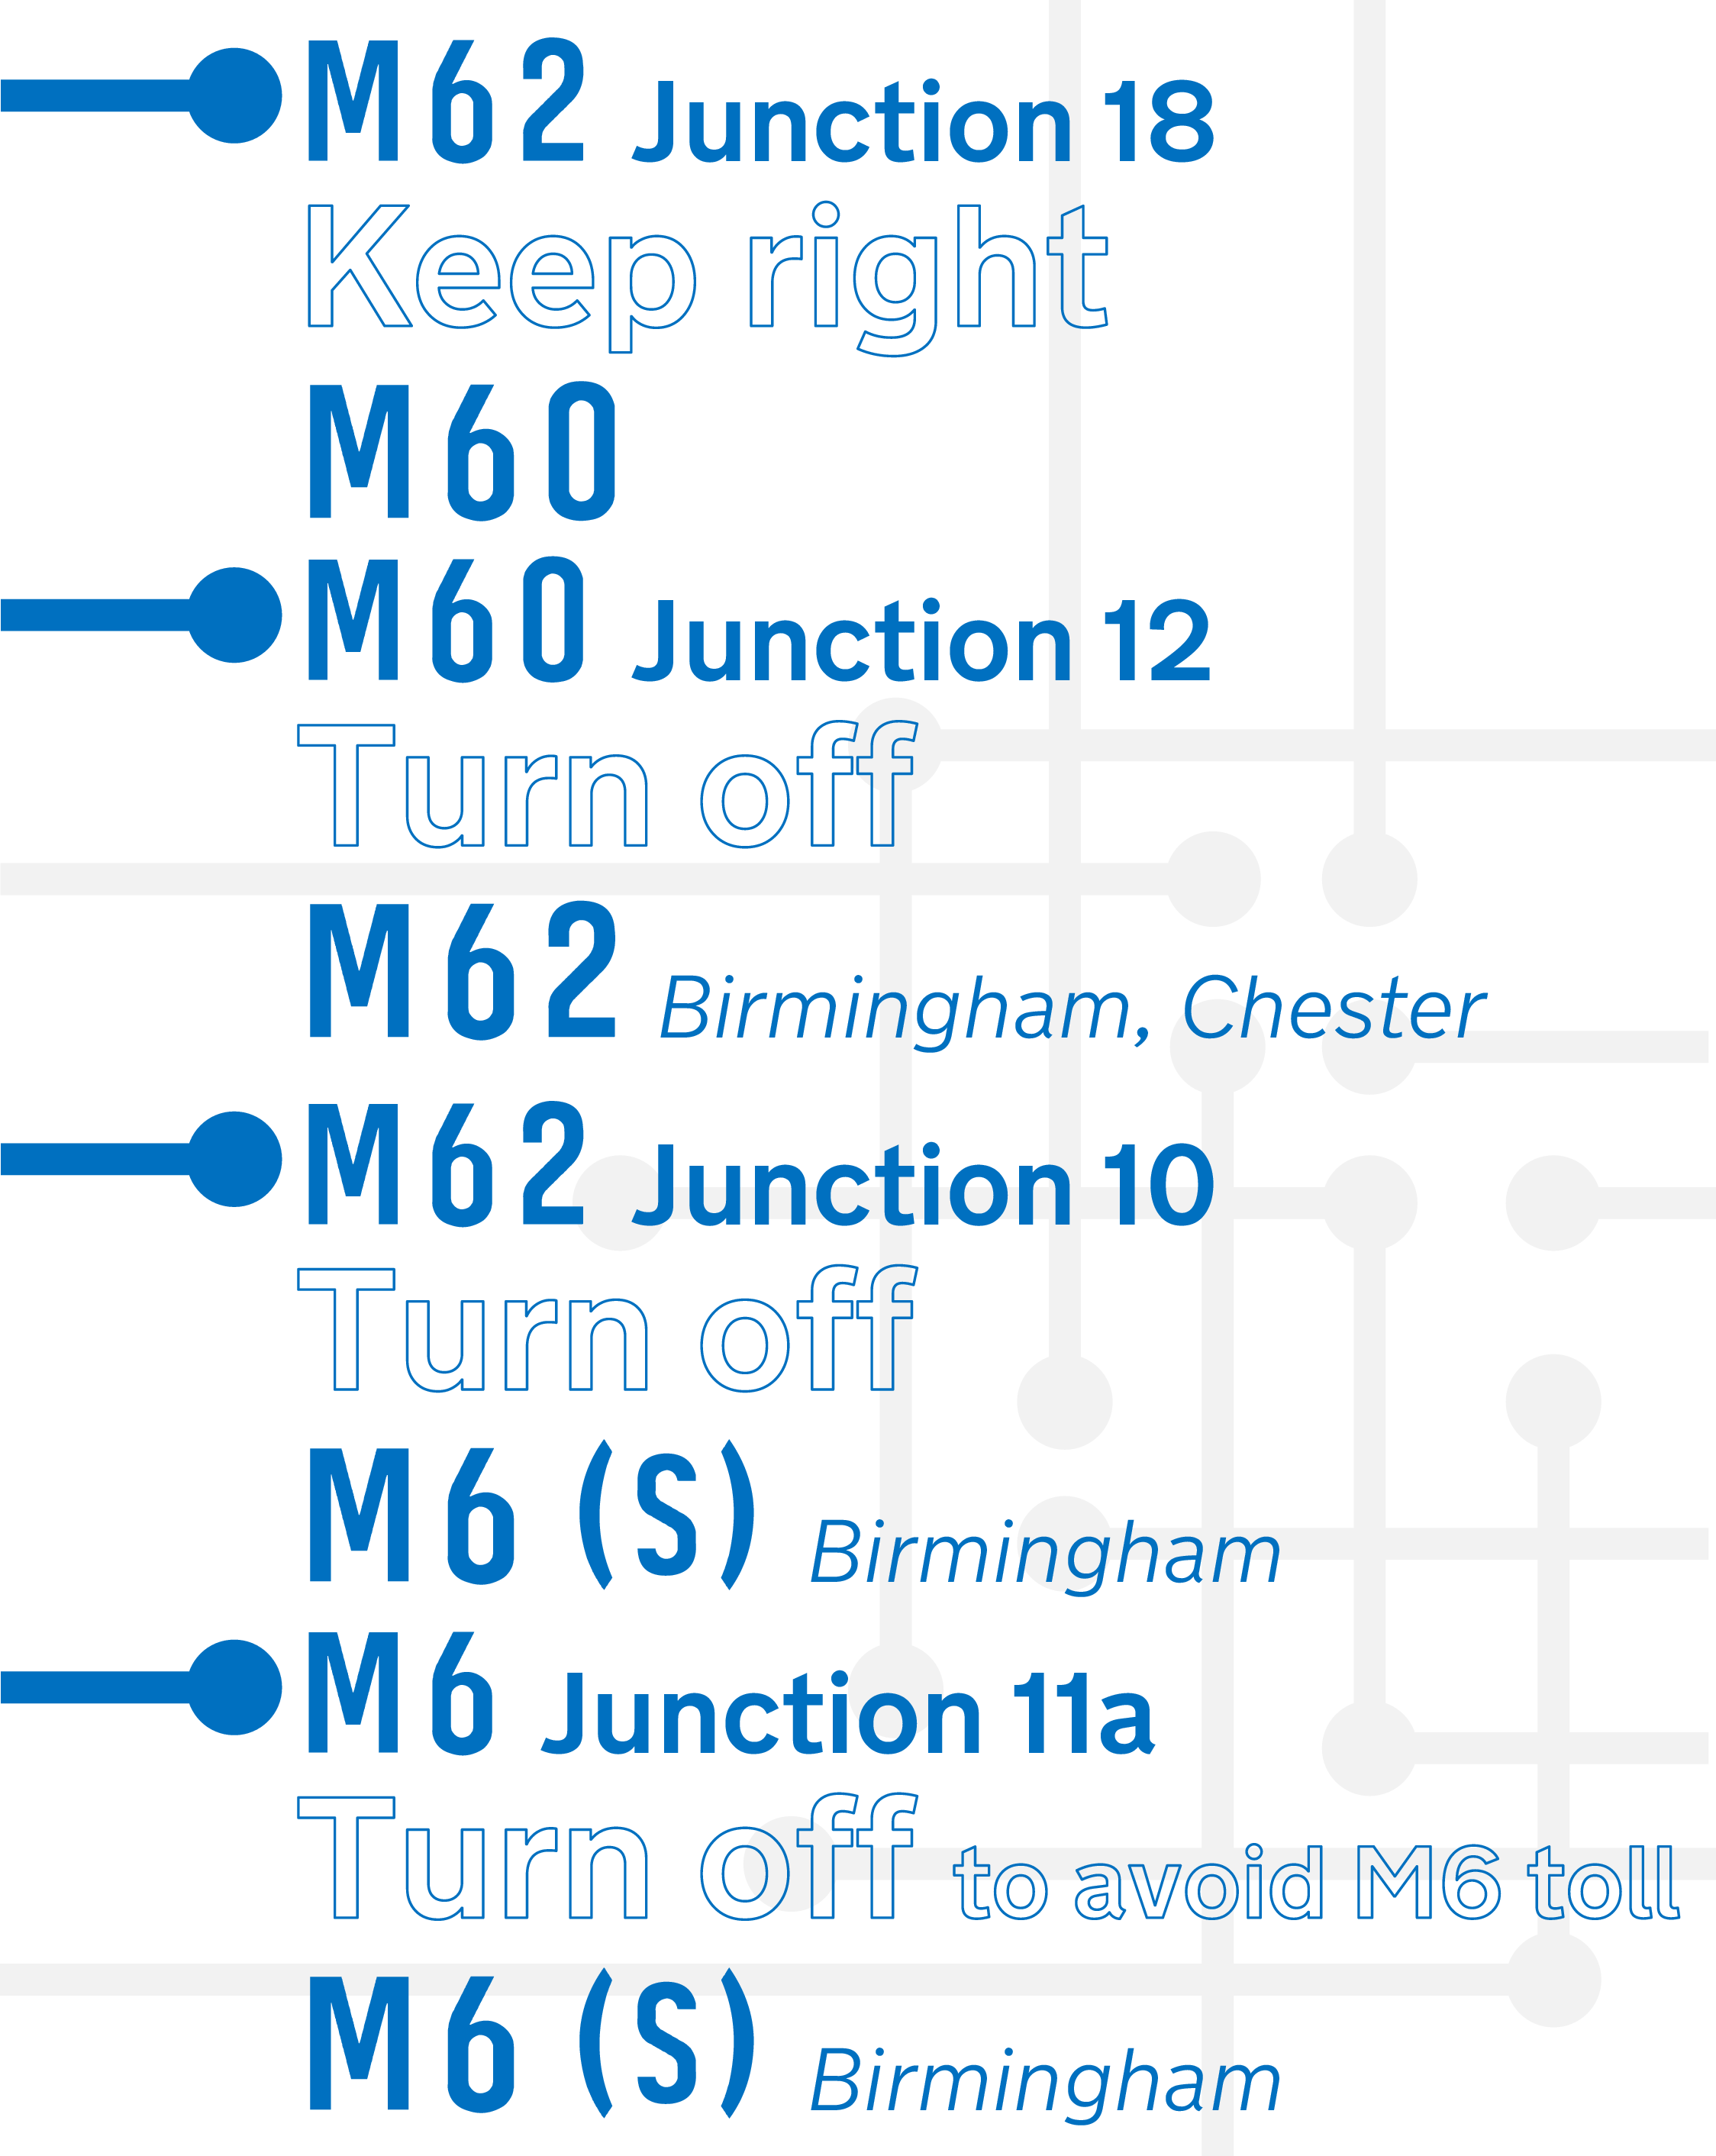 M62 Junction 18
Keep right
M60
M60 Junction 12
Turn off
M62 Birmingham, Chester
M62 Junction 10
Turn off
M6 (S) Birmingham
M6 Junction 11a
Turn off to avoid M6 toll
M6 (S) Birmingham